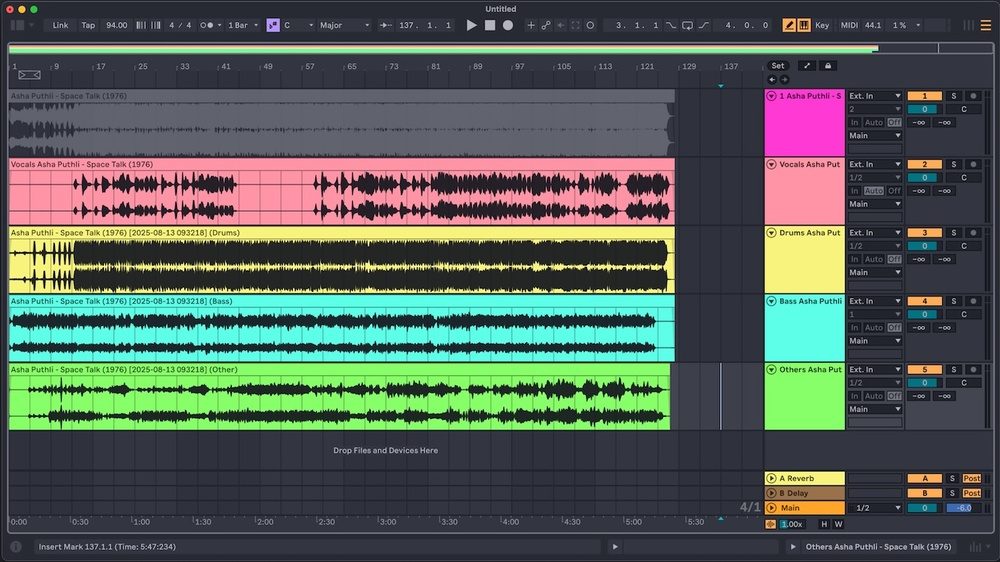 Untitled
Link Tap 94.00 4 / 4 1 Bar C Major 137. 1. 1 3. 1. 1 4. 0. 0 Key MIDI 44.1 1 %
1 9 17 25 33 41 49 57 65 73 81 89 97 105 113 121 129 137 Set
Asha Puthli - Space Talk (1976) 1 Asha Puthli - S Ext. In 1 S
2 0 C
In Auto Off -∞ -∞
Main
Vocals Asha Puthli - Space Talk (1976) Vocals Asha Put Ext. In 2 S
1/2 0 C
In Auto Off -∞ -∞
Main
Asha Puthli - Space Talk (1976) [2025-08-13 093218] (Drums) Drums Asha Put Ext. In 3 S
1/2 0 C
In Auto Off -∞ -∞
Main
Asha Puthli - Space Talk (1976) [2025-08-13 093218] (Bass) Bass Asha Puthli Ext. In 4 S
1 0 C
In Auto Off -∞ -∞
Main
Asha Puthli - Space Talk (1976) [2025-08-13 093218] (Other) Others Asha Put Ext. In 5 S
1/2 0 C
In Auto Off -∞ -∞
Main
Drop Files and Devices Here
A Reverb A S Post
B Delay B S Post
4/1 Main 1/2 0 -6.0
0:00 0:30 1:00 1:30 2:00 2:30 3:00 3:30 4:00 4:30 5:00 5:30 1.00x H W
Insert Mark 137.1.1 (Time: 5:47:234) Others Asha Puthli - Space Talk (1976)